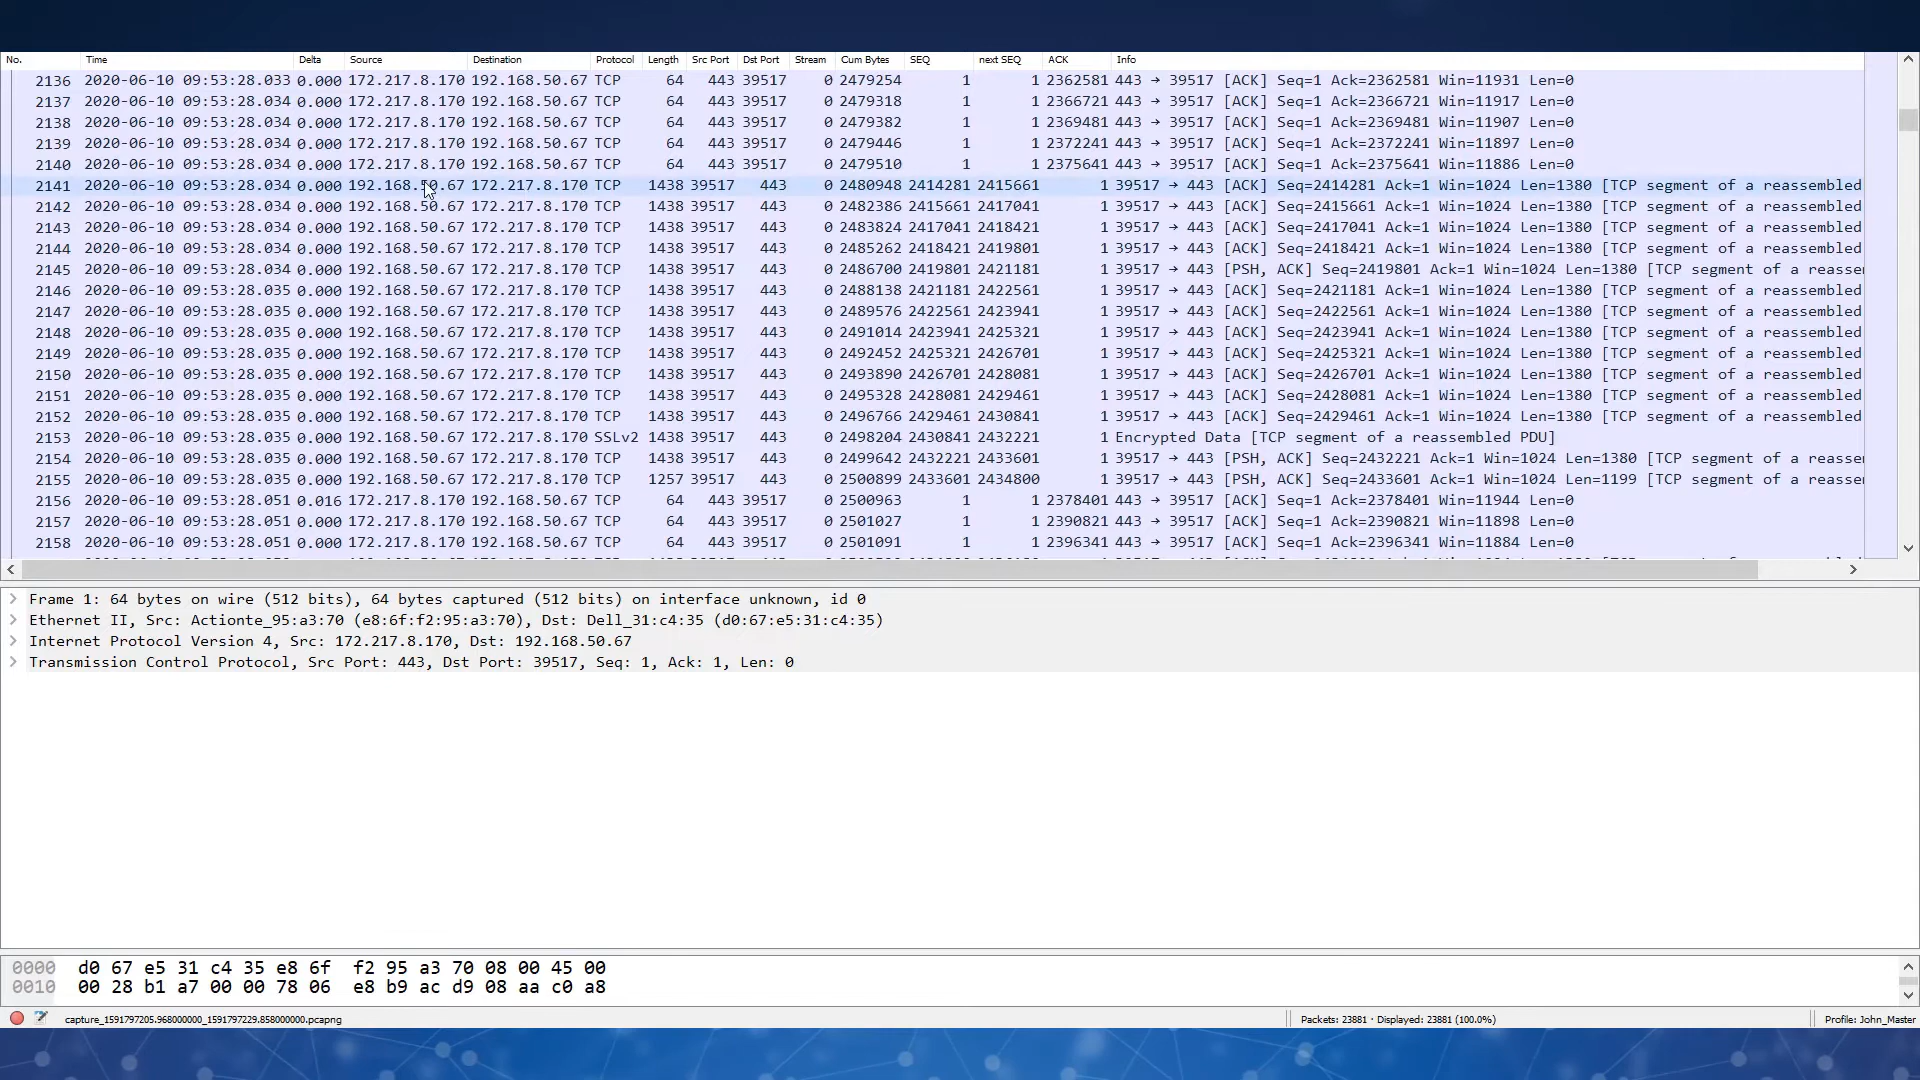 No. Time Delta Source Destination Protocol Length Src Port Dst Port Stream Cum Bytes SEQ next SEQ ACK Info
2136 2020-06-10 09:53:28.033 0.000 172.217.8.170 192.168.50.67 TCP 64 443 39517 0 2479254 1 1 2362581 443 → 39517 [ACK] Seq=1 Ack=2362581 Win=11931 Len=0
2137 2020-06-10 09:53:28.034 0.000 172.217.8.170 192.168.50.67 TCP 64 443 39517 0 2479318 1 1 2366721 443 → 39517 [ACK] Seq=1 Ack=2366721 Win=11917 Len=0
2138 2020-06-10 09:53:28.034 0.000 172.217.8.170 192.168.50.67 TCP 64 443 39517 0 2479382 1 1 2369481 443 → 39517 [ACK] Seq=1 Ack=2369481 Win=11907 Len=0
2139 2020-06-10 09:53:28.034 0.000 172.217.8.170 192.168.50.67 TCP 64 443 39517 0 2479446 1 1 2372241 443 → 39517 [ACK] Seq=1 Ack=2372241 Win=11897 Len=0
2140 2020-06-10 09:53:28.034 0.000 172.217.8.170 192.168.50.67 TCP 64 443 39517 0 2479510 1 1 2375641 443 → 39517 [ACK] Seq=1 Ack=2375641 Win=11886 Len=0
2141 2020-06-10 09:53:28.034 0.000 192.168.50.67 172.217.8.170 TCP 1438 39517 443 0 2480948 2414281 2415661 1 39517 → 443 [ACK] Seq=2414281 Ack=1 Win=1024 Len=1380 [TCP segment of a reassembled
2142 2020-06-10 09:53:28.034 0.000 192.168.50.67 172.217.8.170 TCP 1438 39517 443 0 2482386 2415661 2417041 1 39517 → 443 [ACK] Seq=2415661 Ack=1 Win=1024 Len=1380 [TCP segment of a reassembled
2143 2020-06-10 09:53:28.034 0.000 192.168.50.67 172.217.8.170 TCP 1438 39517 443 0 2483824 2417041 2418421 1 39517 → 443 [ACK] Seq=2417041 Ack=1 Win=1024 Len=1380 [TCP segment of a reassembled
2144 2020-06-10 09:53:28.034 0.000 192.168.50.67 172.217.8.170 TCP 1438 39517 443 0 2485262 2418421 2419801 1 39517 → 443 [ACK] Seq=2418421 Ack=1 Win=1024 Len=1380 [TCP segment of a reassembled
2145 2020-06-10 09:53:28.034 0.000 192.168.50.67 172.217.8.170 TCP 1438 39517 443 0 2486700 2419801 2421181 1 39517 → 443 [PSH, ACK] Seq=2419801 Ack=1 Win=1024 Len=1380 [TCP segment of a reasse
2146 2020-06-10 09:53:28.035 0.000 192.168.50.67 172.217.8.170 TCP 1438 39517 443 0 2488138 2421181 2422561 1 39517 → 443 [ACK] Seq=2421181 Ack=1 Win=1024 Len=1380 [TCP segment of a reassembled
2147 2020-06-10 09:53:28.035 0.000 192.168.50.67 172.217.8.170 TCP 1438 39517 443 0 2489576 2422561 2423941 1 39517 → 443 [ACK] Seq=2422561 Ack=1 Win=1024 Len=1380 [TCP segment of a reassembled
2148 2020-06-10 09:53:28.035 0.000 192.168.50.67 172.217.8.170 TCP 1438 39517 443 0 2491014 2423941 2425321 1 39517 → 443 [ACK] Seq=2423941 Ack=1 Win=1024 Len=1380 [TCP segment of a reassembled
2149 2020-06-10 09:53:28.035 0.000 192.168.50.67 172.217.8.170 TCP 1438 39517 443 0 2492452 2425321 2426701 1 39517 → 443 [ACK] Seq=2425321 Ack=1 Win=1024 Len=1380 [TCP segment of a reassembled
2150 2020-06-10 09:53:28.035 0.000 192.168.50.67 172.217.8.170 TCP 1438 39517 443 0 2493890 2426701 2428081 1 39517 → 443 [ACK] Seq=2426701 Ack=1 Win=1024 Len=1380 [TCP segment of a reassembled
2151 2020-06-10 09:53:28.035 0.000 192.168.50.67 172.217.8.170 TCP 1438 39517 443 0 2495328 2428081 2429461 1 39517 → 443 [ACK] Seq=2428081 Ack=1 Win=1024 Len=1380 [TCP segment of a reassembled
2152 2020-06-10 09:53:28.035 0.000 192.168.50.67 172.217.8.170 TCP 1438 39517 443 0 2496766 2429461 2430841 1 39517 → 443 [ACK] Seq=2429461 Ack=1 Win=1024 Len=1380 [TCP segment of a reassembled
2153 2020-06-10 09:53:28.035 0.000 192.168.50.67 172.217.8.170 SSLv2 1438 39517 443 0 2498204 2430841 2432221 1 Encrypted Data [TCP segment of a reassembled PDU]
2154 2020-06-10 09:53:28.035 0.000 192.168.50.67 172.217.8.170 TCP 1438 39517 443 0 2499642 2432221 2433601 1 39517 → 443 [PSH, ACK] Seq=2432221 Ack=1 Win=1024 Len=1380 [TCP segment of a reasse
2155 2020-06-10 09:53:28.035 0.000 192.168.50.67 172.217.8.170 TCP 1257 39517 443 0 2500899 2433601 2434800 1 39517 → 443 [PSH, ACK] Seq=2433601 Ack=1 Win=1024 Len=1199 [TCP segment of a reasse
2156 2020-06-10 09:53:28.051 0.016 172.217.8.170 192.168.50.67 TCP 64 443 39517 0 2500963 1 1 2378401 443 → 39517 [ACK] Seq=1 Ack=2378401 Win=11944 Len=0
2157 2020-06-10 09:53:28.051 0.000 172.217.8.170 192.168.50.67 TCP 64 443 39517 0 2501027 1 1 2390821 443 → 39517 [ACK] Seq=1 Ack=2390821 Win=11898 Len=0
2158 2020-06-10 09:53:28.051 0.000 172.217.8.170 192.168.50.67 TCP 64 443 39517 0 2501091 1 1 2396341 443 → 39517 [ACK] Seq=1 Ack=2396341 Win=11884 Len=0
Frame 1: 64 bytes on wire (512 bits), 64 bytes captured (512 bits) on interface unknown, id 0
Ethernet II, Src: Actionte_95:a3:70 (e8:6f:f2:95:a3:70), Dst: Dell_31:c4:35 (d0:67:e5:31:c4:35)
Internet Protocol Version 4, Src: 172.217.8.170, Dst: 192.168.50.67
Transmission Control Protocol, Src Port: 443, Dst Port: 39517, Seq: 1, Ack: 1, Len: 0
0000 d0 67 e5 31 c4 35 e8 6f f2 95 a3 70 08 00 45 00
0010 00 28 b1 a7 00 00 78 06 e8 b9 ac d9 08 aa c0 a8
capture_1591797205.968000000_1591797229.858000000.pcapng Packets: 23881 · Displayed: 23881 (100.0%) Profile: John_Master